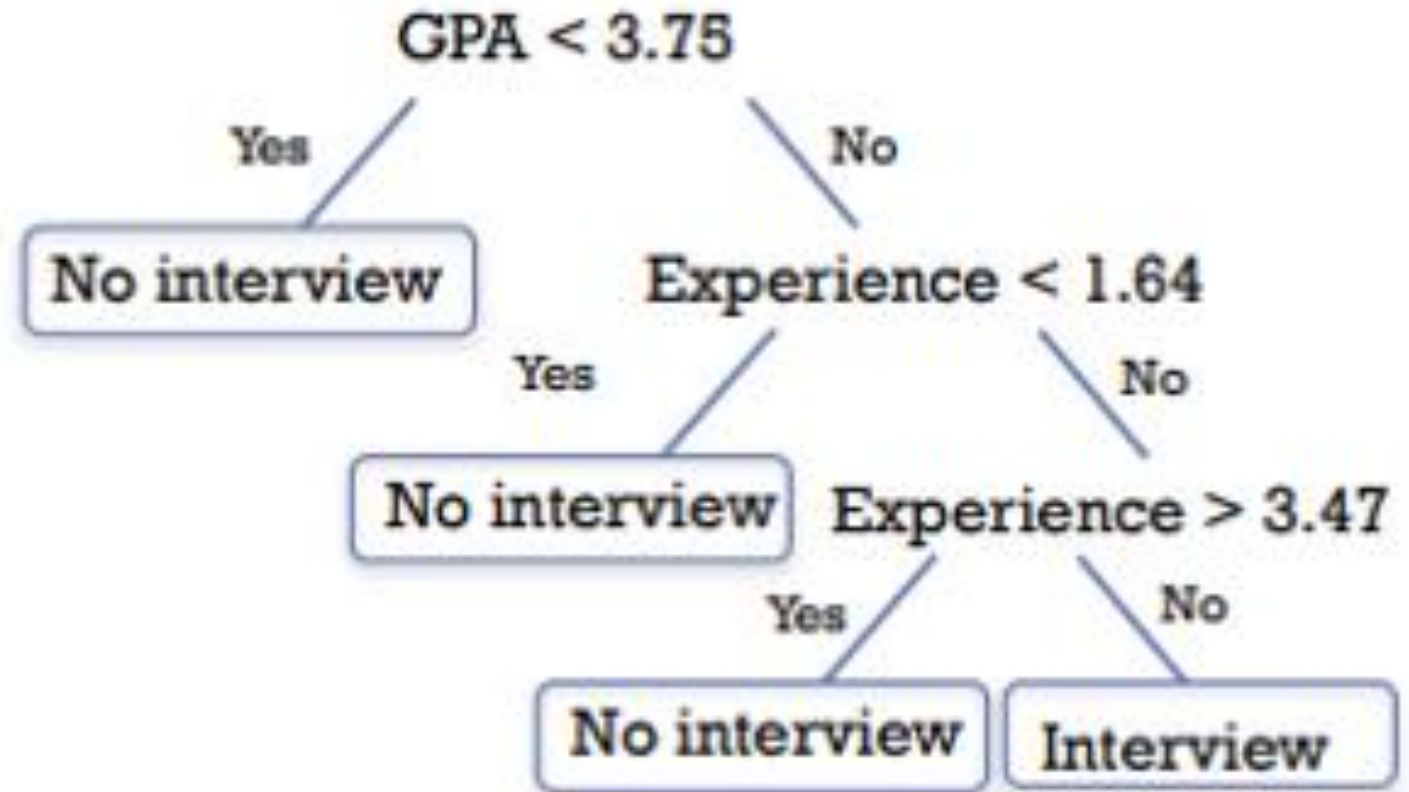 GPA < 3.75
Yes
No
No interview
Experience < 1.64
Yes
No
No interview
Experience > 3.47
Yes
No
No interview
Interview